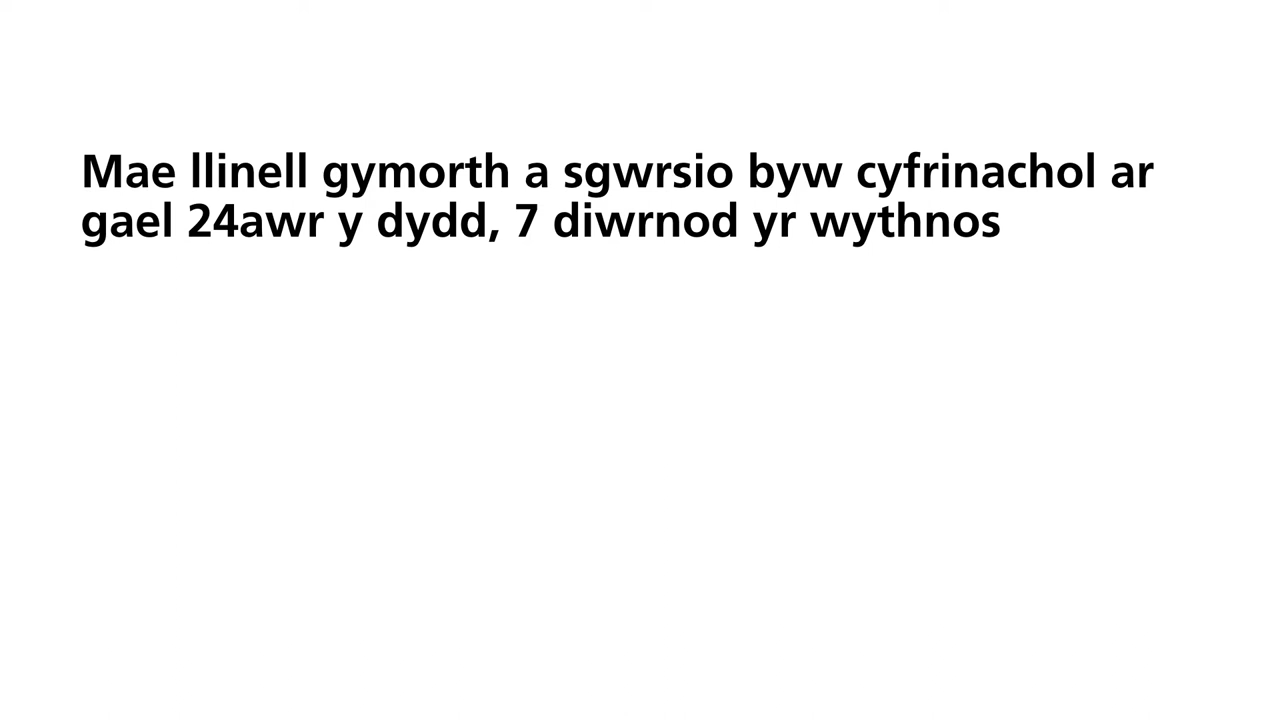 Mae llinell gymorth a sgwrsio byw cyfrinachol ar
gael 24awr y dydd, 7 diwrnod yr wythnos